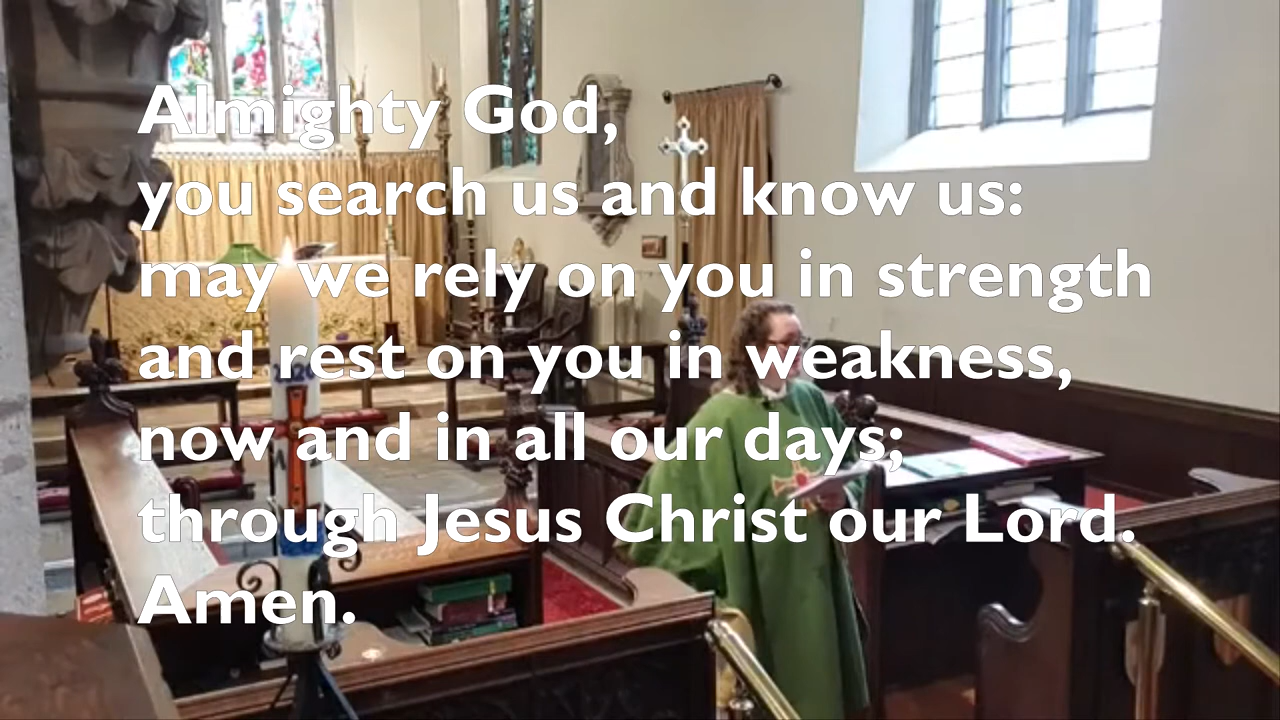 Almighty God,
you search us and know us:
may we rely on you in strength
and rest on you in weakness,
now and in all our days;
through Jesus Christ our Lord.
Amen.
2020